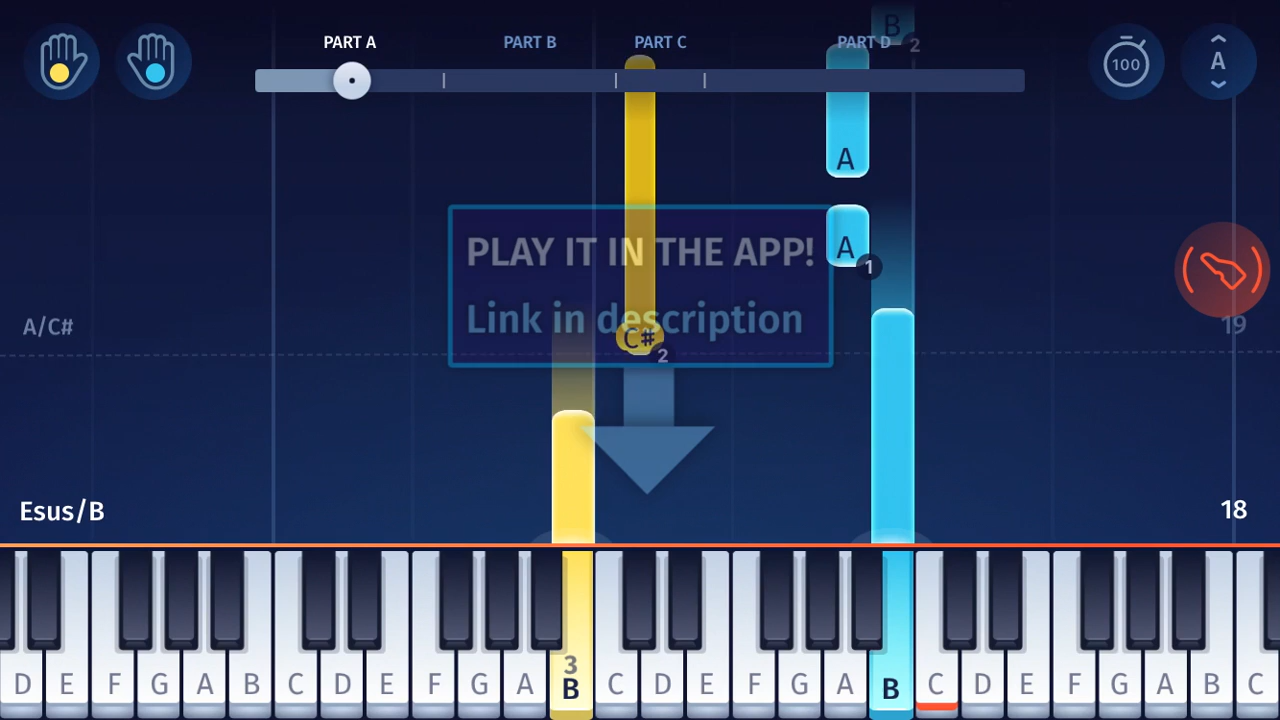 PART A
PART B
PART C
PART D
B
2
100
A
A
PLAY IT IN THE APP!
A
1
Link in description
A/C#
C#
2
19
Esus/B
18
D E F G A B C D E F G A 3 B C D E F G A B C D E F G A B C